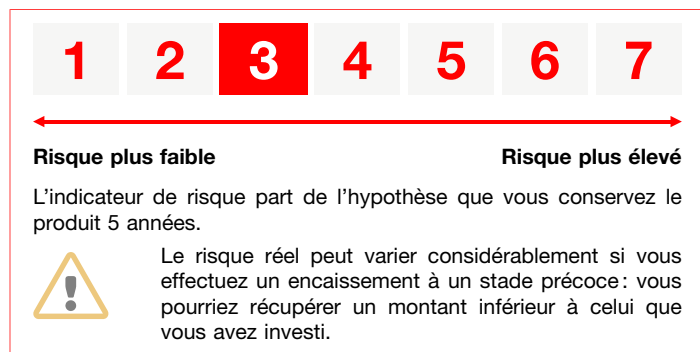 1 2 3 4 5 6 7
Risque plus faible Risque plus élevé
L'indicateur de risque part de l'hypothèse que vous conservez le
produit 5 années.
Le risque réel peut varier considérablement si vous
effectuez un encaissement à un stade précoce : vous
pourriez récupérer un montant inférieur à celui que
vous avez investi.